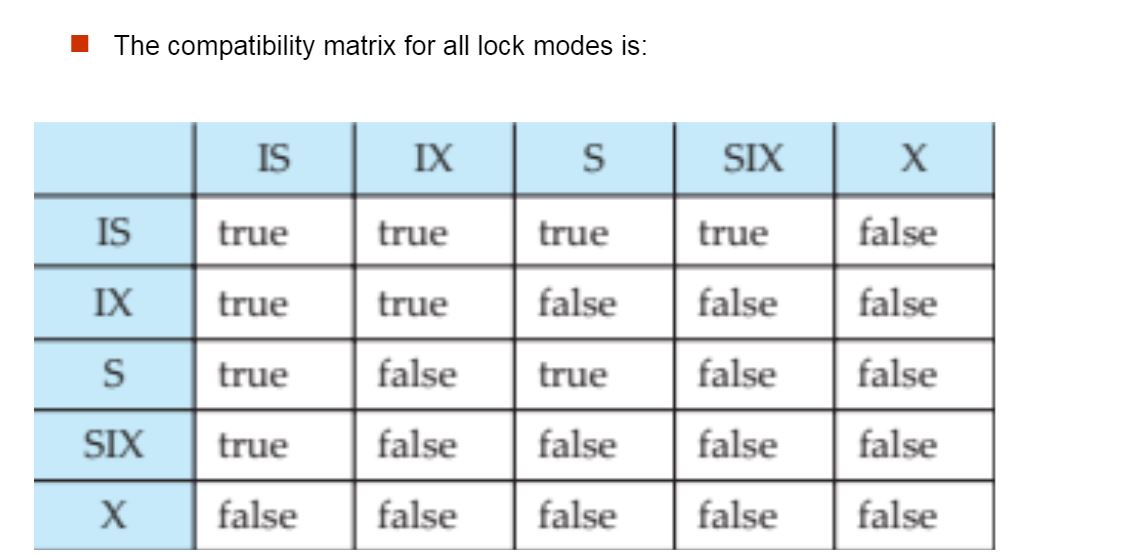 The compatibility matrix for all lock modes is:
IS IX S SIX X
IS true true true true false
IX true true false false false
S true false true false false
SIX true false false false false
X false false false false false